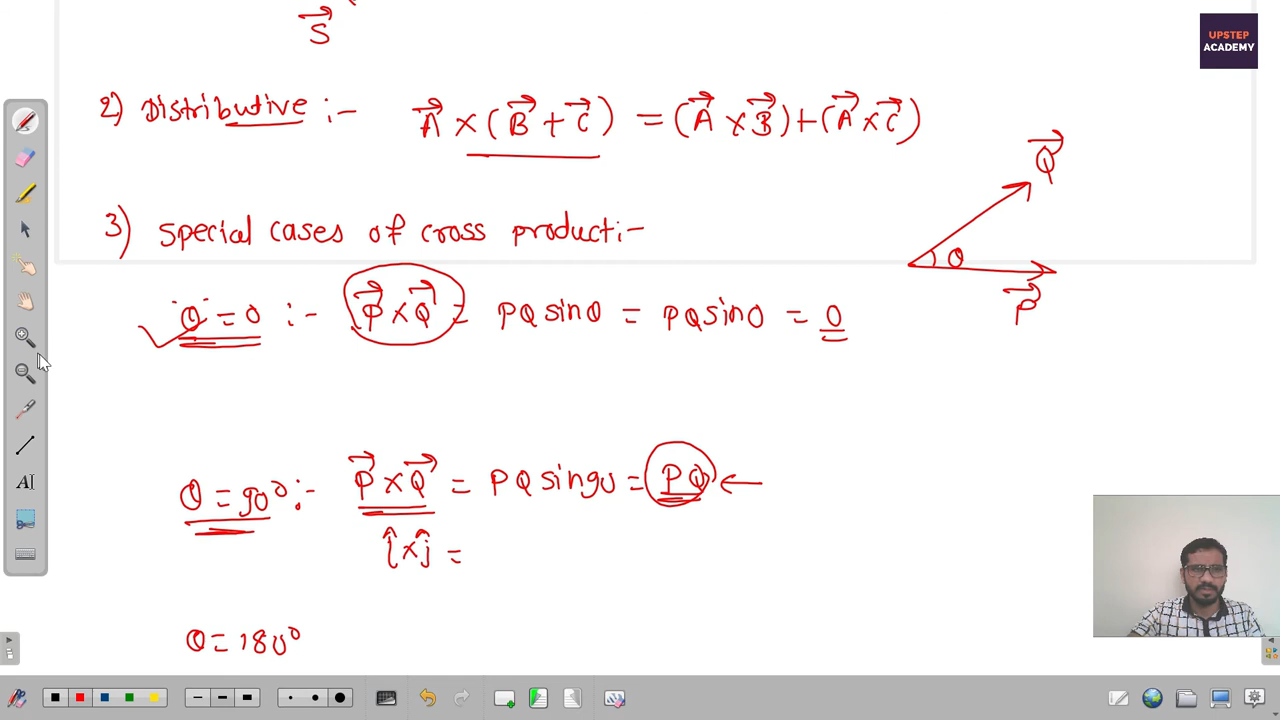 S⃗
UPSTEP
ACADEMY
2) Distributive :- A⃗ × (B⃗ + C⃗) = (A⃗ × B⃗) + (A⃗ × C⃗)
Q⃗
3) special cases of cross product :-
θ
P⃗
θ = 0 :- P⃗ × Q⃗ = PQ sinθ = PQ sin0 = 0
θ = 90° :- P⃗ × Q⃗ = PQ sin90 = PQ ←
î × ĵ =
θ = 180°